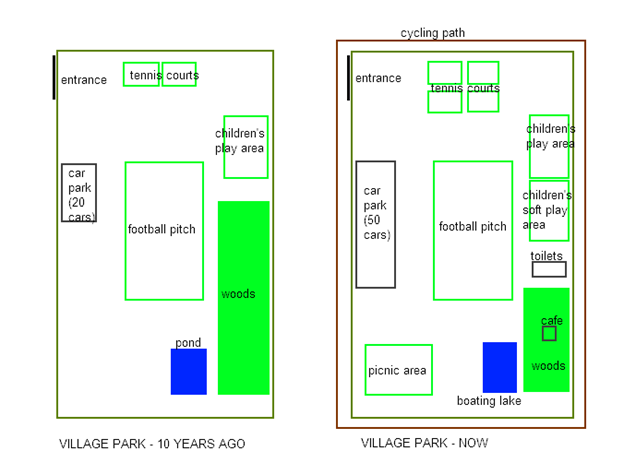 entrance
tennis courts
children's
play area
car
park
(20
cars)
football pitch
woods
pond
VILLAGE PARK - 10 YEARS AGO
cycling path
entrance
tennis courts
children's
play area
car
park
(50
cars)
children's
soft play
area
football pitch
toilets
cafe
woods
picnic area
boating lake
VILLAGE PARK - NOW